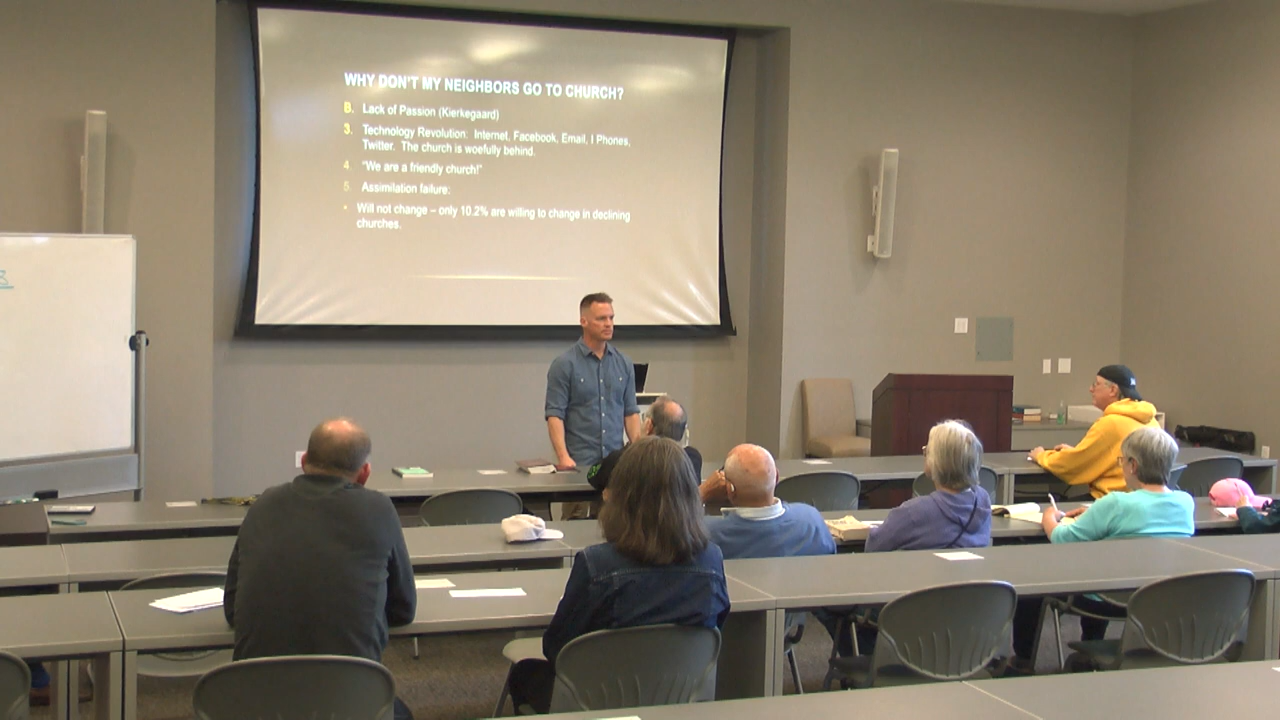 WHY DON'T MY NEIGHBORS GO TO CHURCH?
B. Lack of Passion (Kierkegaard)
3. Technology Revolution: Internet, Facebook, Email, I Phones,
Twitter. The church is woefully behind.
4. "We are a friendly church!"
5. Assimilation failure:
• Will not change – only 10.2% are willing to change in declining
churches.